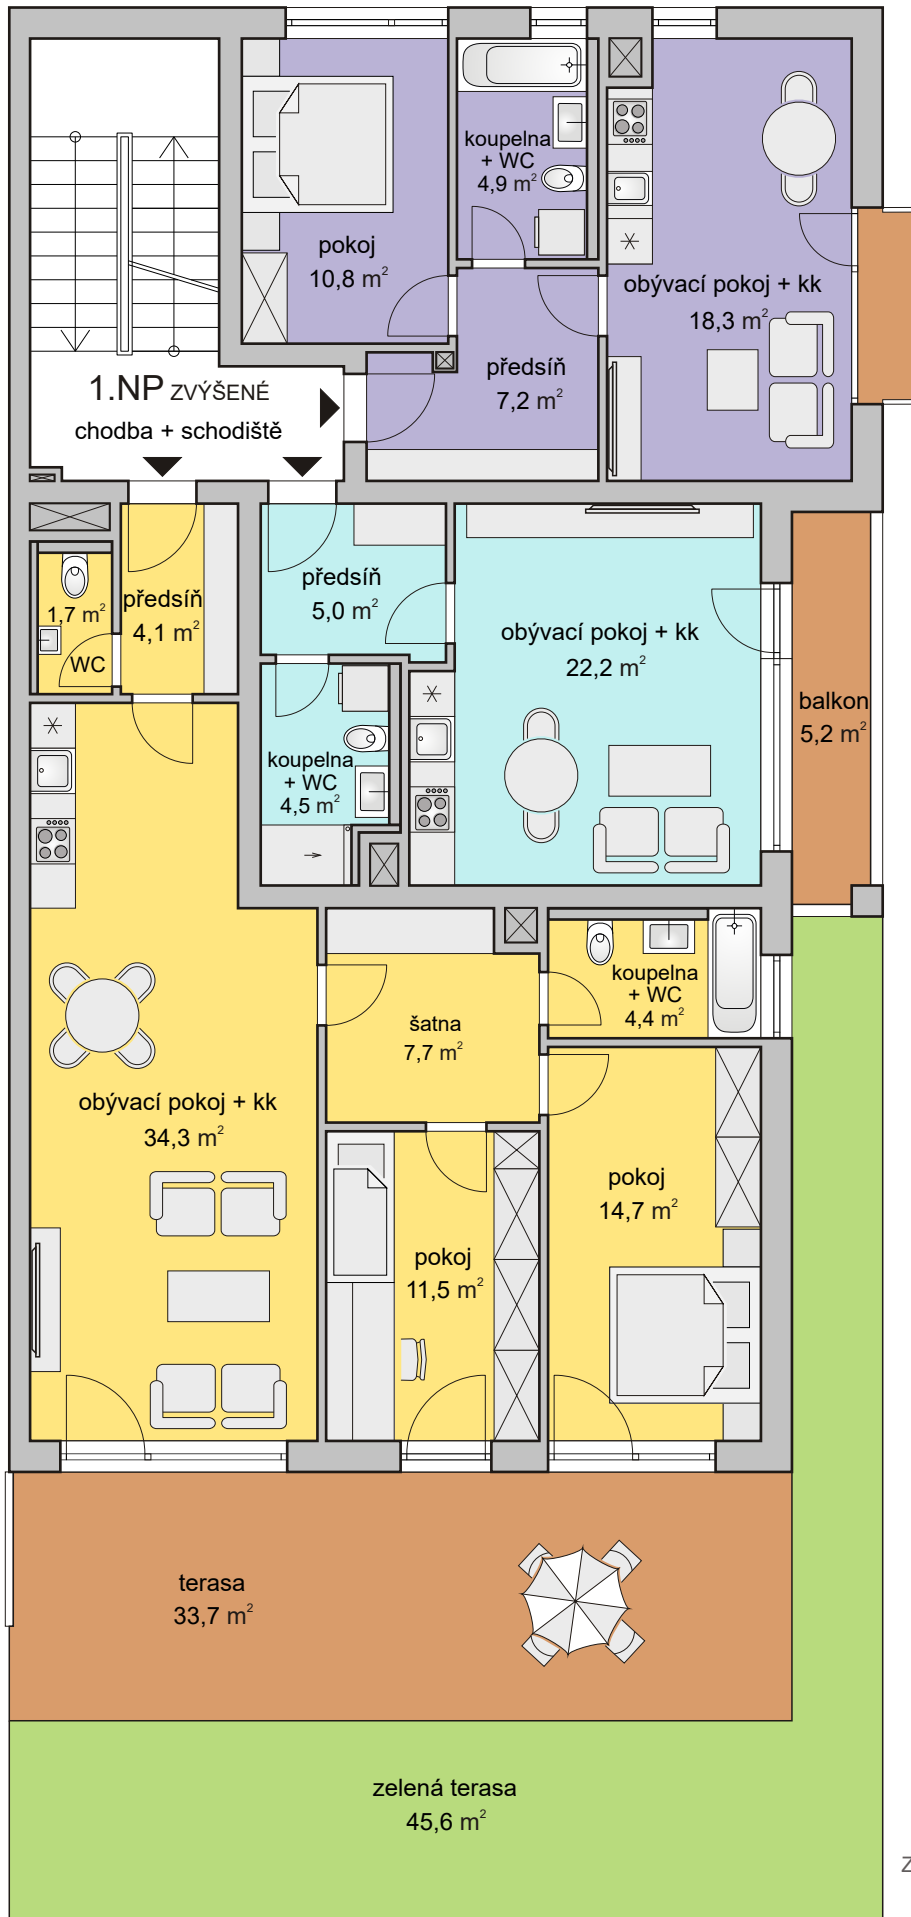 koupelna
+ WC
4,9 m²
pokoj
10,8 m²
obývací pokoj + kk
18,3 m²
předsíň
7,2 m²
1.NP ZVÝŠENÉ
chodba + schodiště
předsíň
5,0 m²
1,7 m²
WC
předsíň
4,1 m²
obývací pokoj + kk
22,2 m²
balkon
5,2 m²
koupelna
+ WC
4,5 m²
koupelna
+ WC
4,4 m²
šatna
7,7 m²
obývací pokoj + kk
34,3 m²
pokoj
14,7 m²
pokoj
11,5 m²
terasa
33,7 m²
zelená terasa
45,6 m²
z